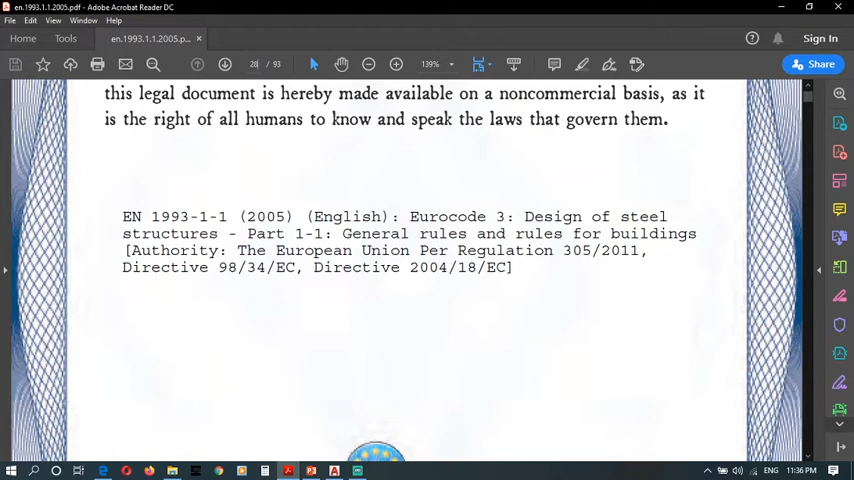 en.1993.1.1.2005.pdf - Adobe Acrobat Reader DC
File Edit View Window Help
Home Tools en.1993.1.1.2005.p... × Sign In
28 / 93 139% Share
this legal document is hereby made available on a noncommercial basis, as it
is the right of all humans to know and speak the laws that govern them.
EN 1993-1-1 (2005) (English): Eurocode 3: Design of steel
structures - Part 1-1: General rules and rules for buildings
[Authority: The European Union Per Regulation 305/2011,
Directive 98/34/EC, Directive 2004/18/EC]
ENG 11:36 PM